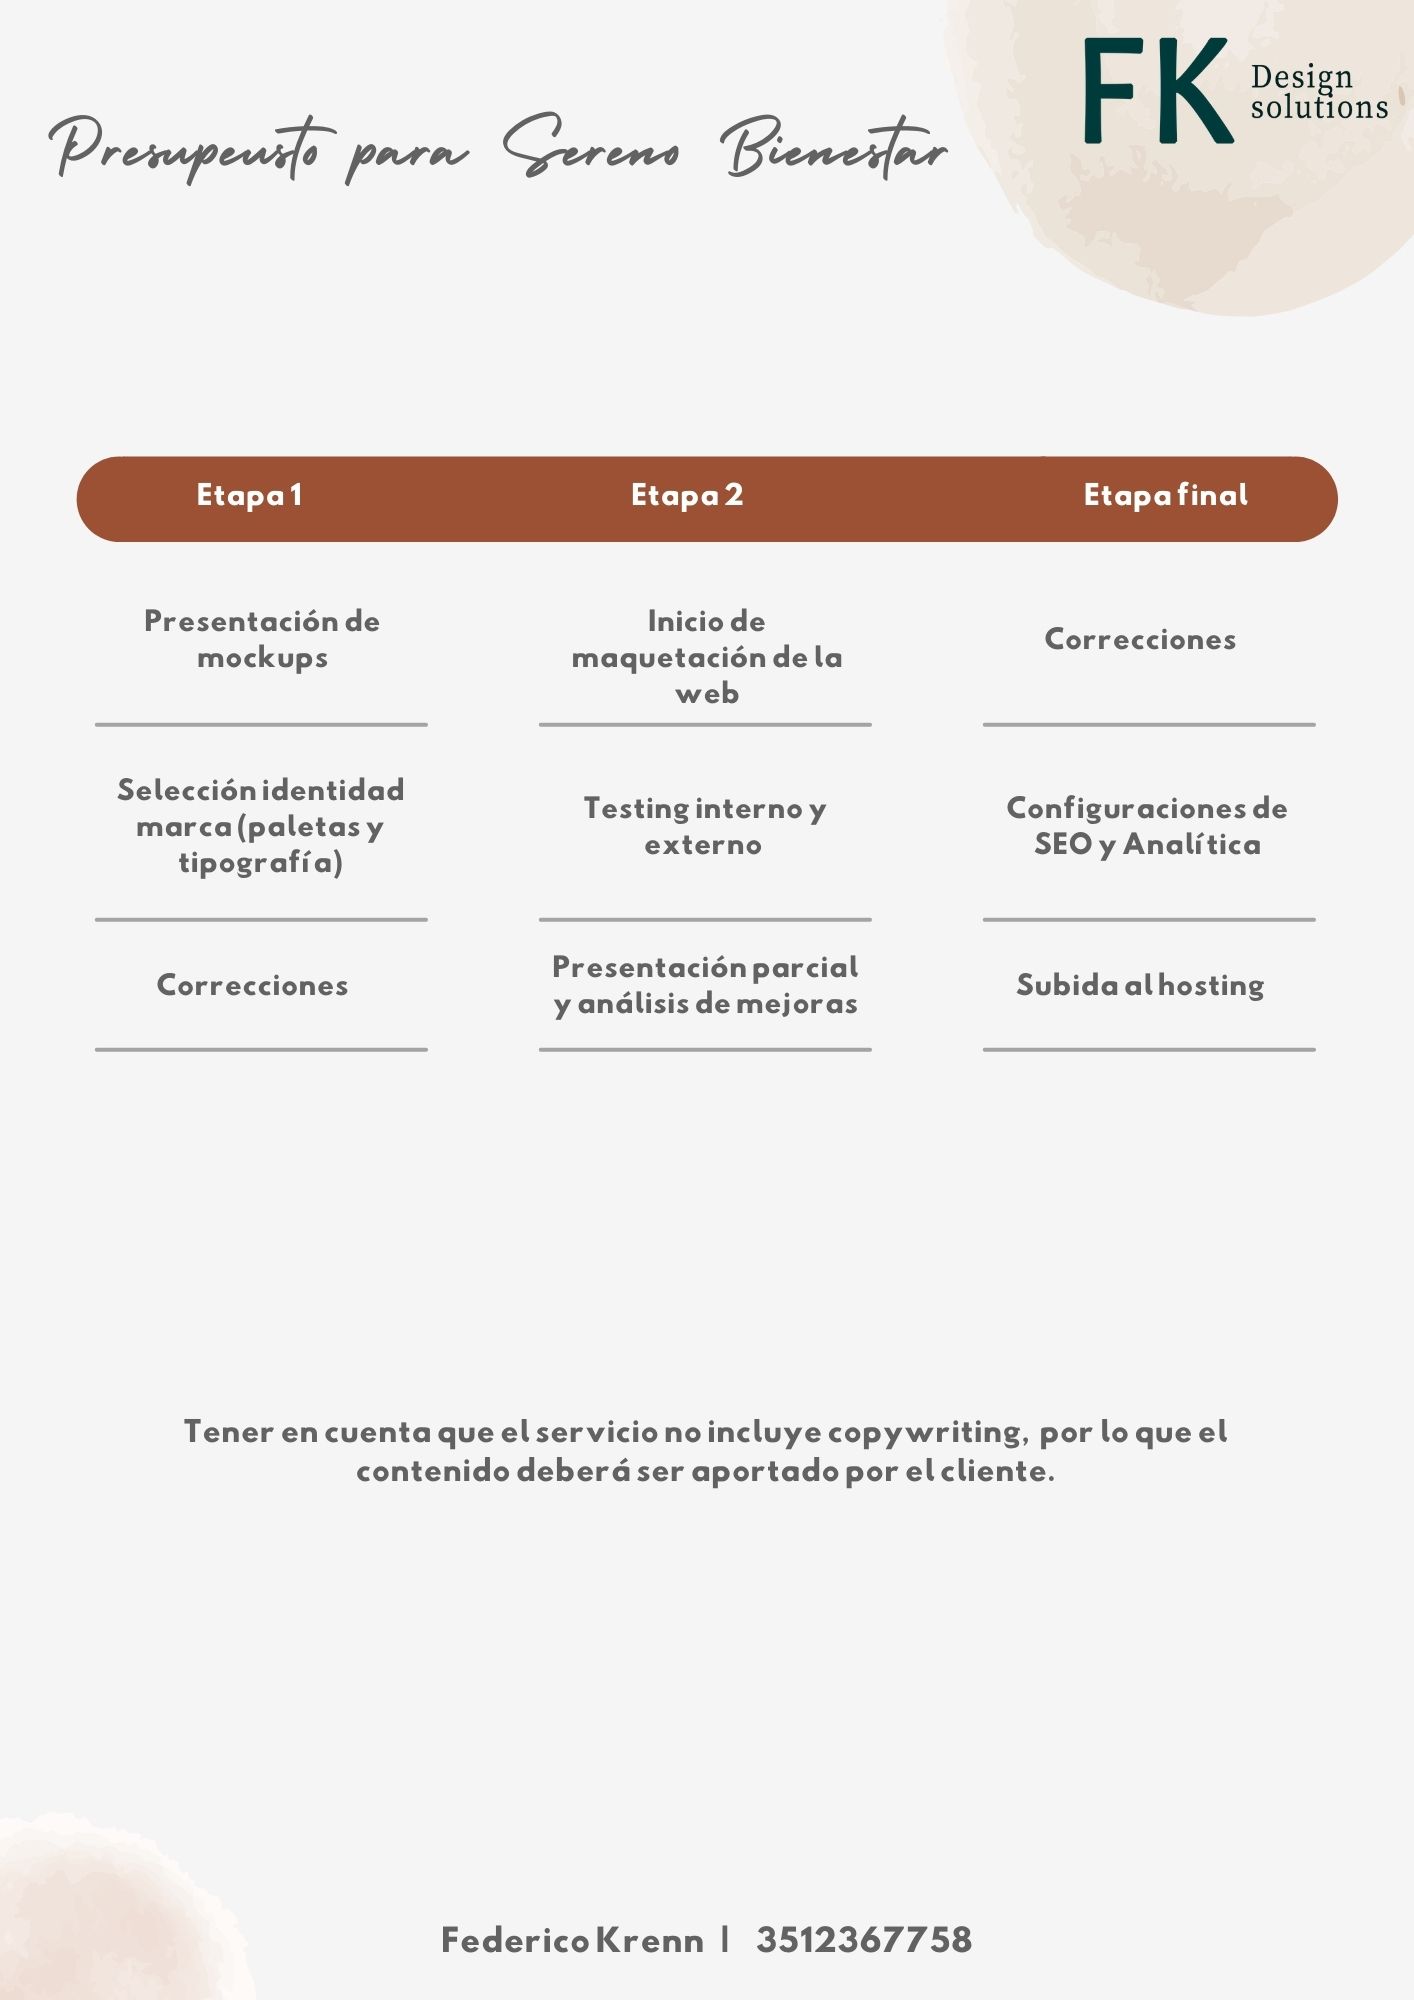 FK Design
solutions
Presupeusto para Sereno Bienestar
Etapa 1 Etapa 2 Etapa final
Presentación de
mockups
Inicio de
maquetación de la
web
Correcciones
Selección identidad
marca (paletas y
tipografía)
Testing interno y
externo
Configuraciones de
SEO y Analítica
Correcciones
Presentación parcial
y análisis de mejoras
Subida al hosting
Tener en cuenta que el servicio no incluye copywriting, por lo que el
contenido deberá ser aportado por el cliente.
Federico Krenn | 3512367758